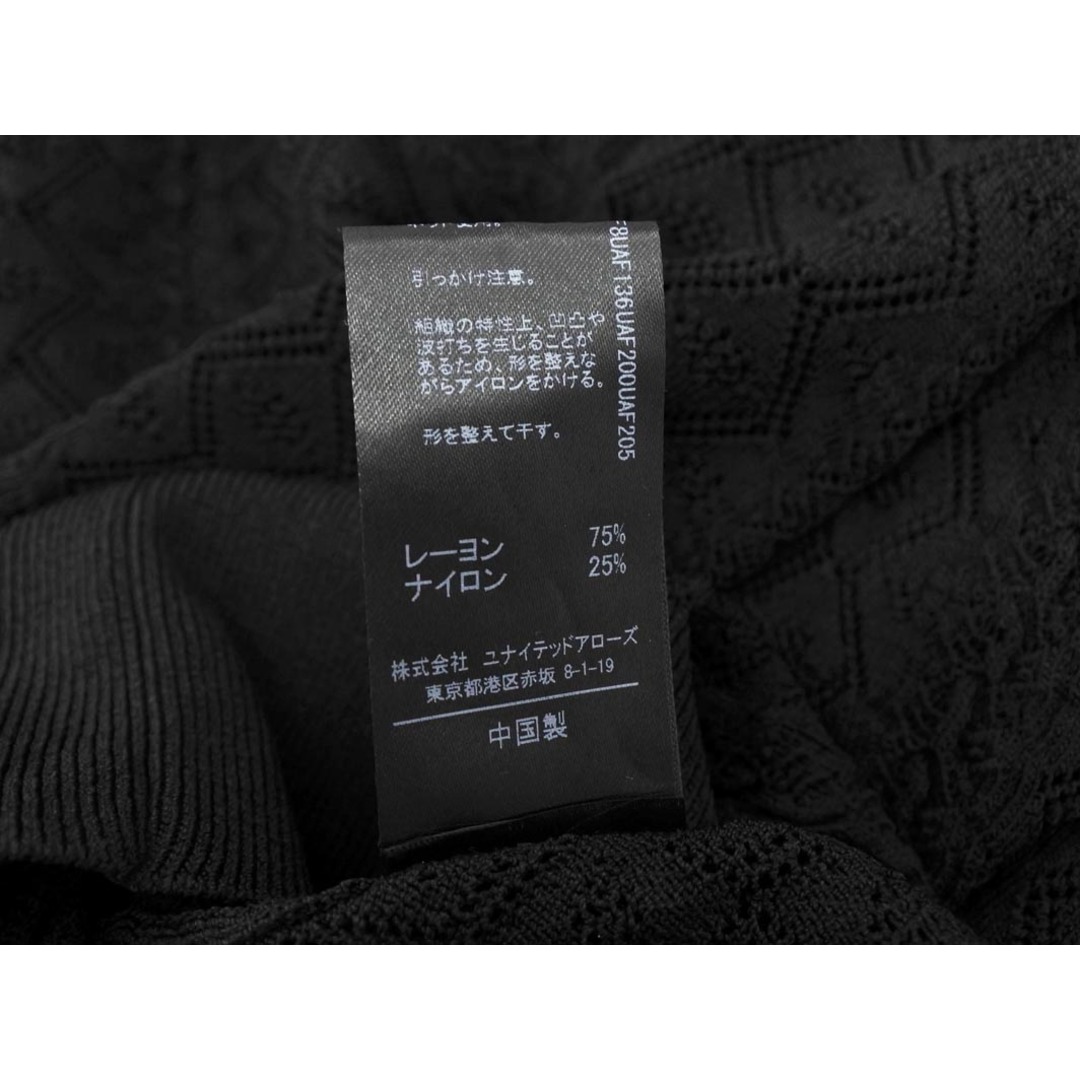 引っかけ注意。
組織の特性上、凹凸や
波打ちを生じることが
あるため、形を整えな
がらアイロンをかける。
形を整えて干す。
レーヨン 75%
ナイロン 25%
株式会社 ユナイテッドアローズ
東京都港区赤坂 8-1-19
中国製
8UAF136UAF200UAF205